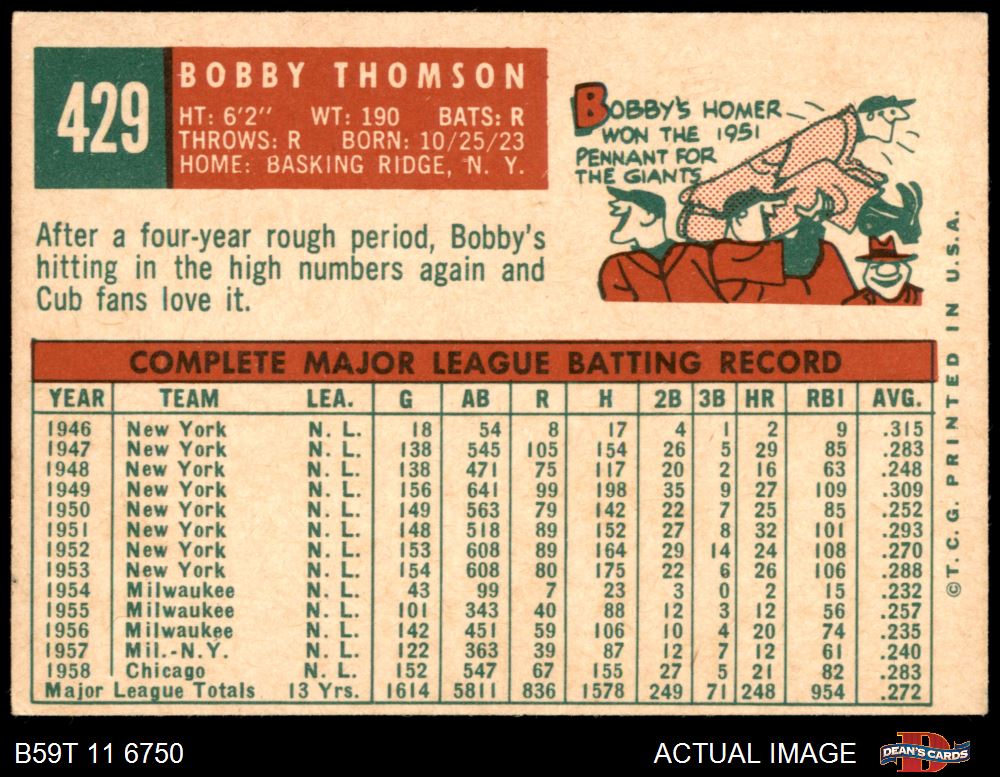 429
BOBBY THOMSON
HT: 6'2" WT: 190 BATS: R
THROWS: R BORN: 10/25/23
HOME: BASKING RIDGE, N. Y.
BOBBY'S HOMER
WON THE 1951
PENNANT FOR
THE GIANTS
After a four-year rough period, Bobby's
hitting in the high numbers again and
Cub fans love it.
COMPLETE MAJOR LEAGUE BATTING RECORD
YEAR TEAM LEA. G AB R H 2B 3B HR RBI AVG.
1946 New York N. L. 18 54 8 17 4 1 2 9 .315
1947 New York N. L. 138 545 105 154 26 5 29 85 .283
1948 New York N. L. 138 471 75 117 20 2 16 63 .248
1949 New York N. L. 156 641 99 198 35 9 27 109 .309
1950 New York N. L. 149 563 79 142 22 7 25 85 .252
1951 New York N. L. 148 518 89 152 27 8 32 101 .293
1952 New York N. L. 153 608 89 164 29 14 24 108 .270
1953 New York N. L. 154 608 80 175 22 6 26 106 .288
1954 Milwaukee N. L. 43 99 7 23 3 0 2 15 .232
1955 Milwaukee N. L. 101 343 40 88 12 3 12 56 .257
1956 Milwaukee N. L. 142 451 59 106 10 4 20 74 .235
1957 Mil.-N.Y. N. L. 122 363 39 87 12 7 12 61 .240
1958 Chicago N. L. 152 547 67 155 27 5 21 82 .283
Major League Totals 13 Yrs. 1614 5811 836 1578 249 71 248 954 .272
©T.C.G. PRINTED IN U.S.A.
B59T 11 6750
ACTUAL IMAGE
DEAN'S CARDS